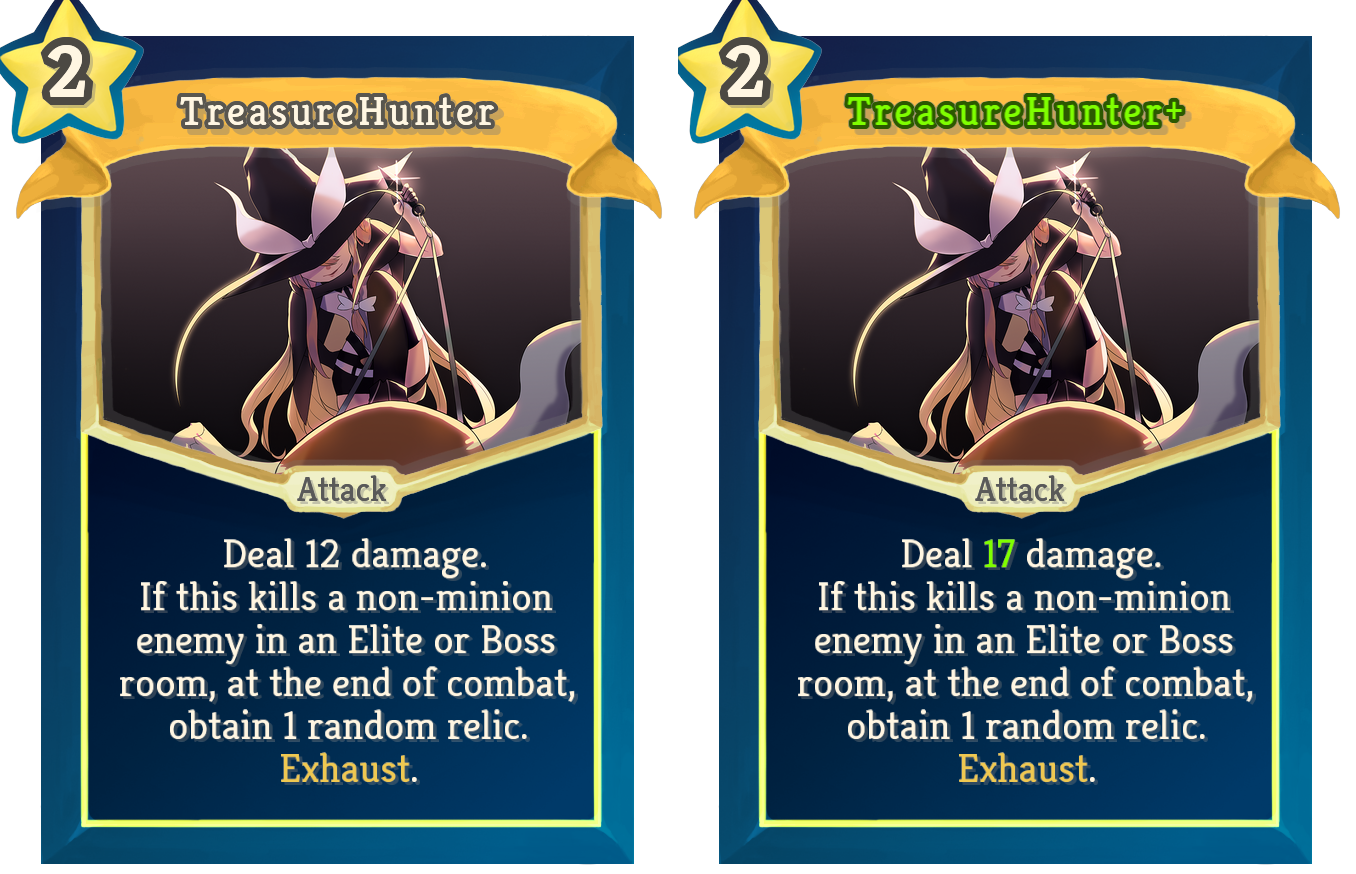 2
TreasureHunter
Attack
Deal 12 damage.
If this kills a non-minion
enemy in an Elite or Boss
room, at the end of combat,
obtain 1 random relic.
Exhaust.
2
TreasureHunter+
Attack
Deal 17 damage.
If this kills a non-minion
enemy in an Elite or Boss
room, at the end of combat,
obtain 1 random relic.
Exhaust.